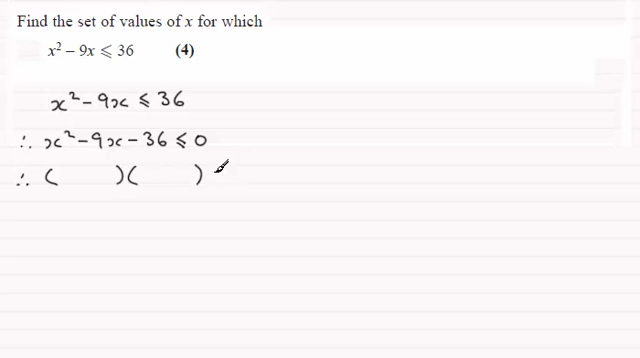 Find the set of values of x for which
x² – 9x ⩽ 36 (4)
x² – 9x ⩽ 36
∴ x² – 9x – 36 ⩽ 0
∴ ( )( )